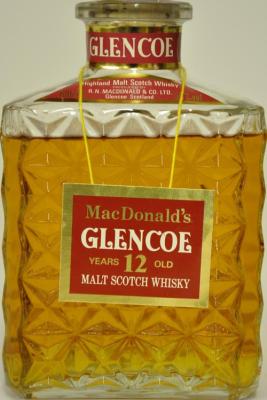 GLENCOE
Highland Malt Scotch Whisky
R.N. MACDONALD & CO. LTD.
Glencoe Scotland
MacDonald's
GLENCOE
YEARS 12 OLD
MALT SCOTCH WHISKY